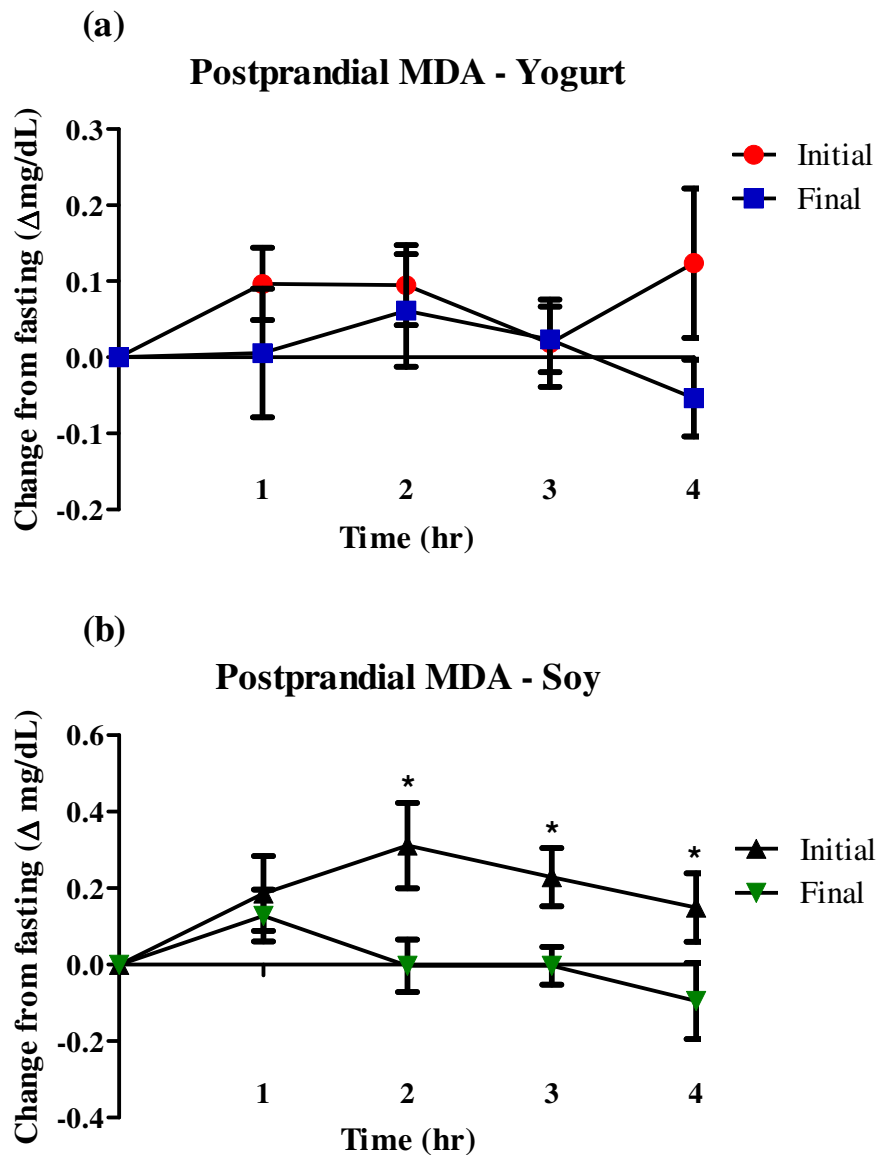 (a)
Postprandial MDA - Yogurt
Change from fasting (Δmg/dL)
0.3
0.2
0.1
0.0
-0.1
-0.2
1 2 3 4
Time (hr)
Initial
Final
(b)
Postprandial MDA - Soy
Change from fasting (Δ mg/dL)
0.6
0.4
0.2
0.0
-0.2
-0.4
* * *
1 2 3 4
Time (hr)
Initial
Final